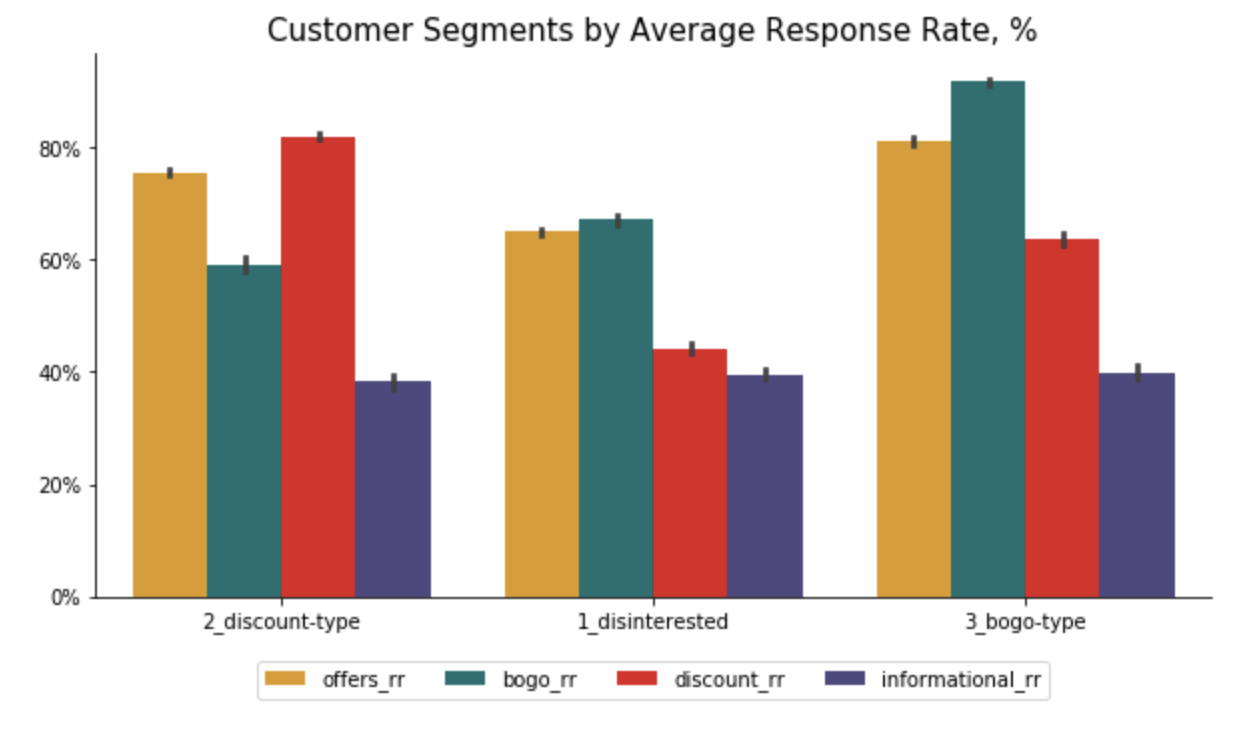 Customer Segments by Average Response Rate, %
80%
60%
40%
20%
0%
2_discount-type 1_disinterested 3_bogo-type
offers_rr bogo_rr discount_rr informational_rr